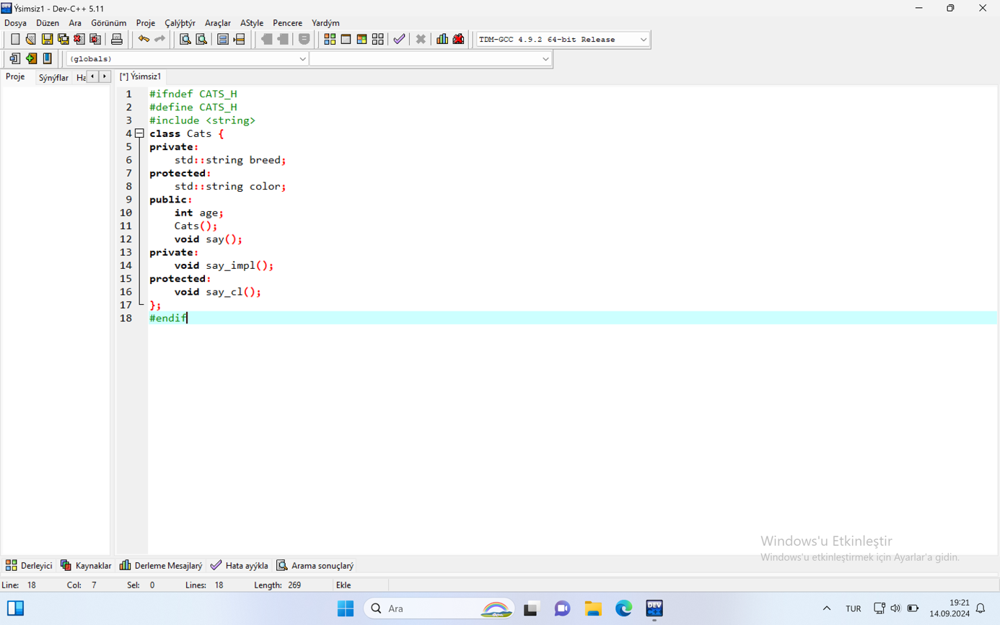 Ýsimsiz1 - Dev-C++ 5.11
Dosya Düzen Ara Görünüm Proje Çalýþtýr Araçlar AStyle Pencere Yardým
TDM-GCC 4.9.2 64-bit Release
(globals)
Proje Sýnýflar Ha [*] Ýsimsiz1
1 #ifndef CATS_H
2 #define CATS_H
3 #include <string>
4 class Cats {
5 private:
6 std::string breed;
7 protected:
8 std::string color;
9 public:
10 int age;
11 Cats();
12 void say();
13 private:
14 void say_impl();
15 protected:
16 void say_cl();
17 };
18 #endif
Windows'u Etkinleştir
Windows'u etkinleştirmek için Ayarlar'a gidin.
Derleyici Kaynaklar Derleme Mesajlarý Hata ayýkla Arama sonuçlarý
Line: 18 Col: 7 Sel: 0 Lines: 18 Length: 269 Ekle
Ara DEV TUR 19:21
14.09.2024